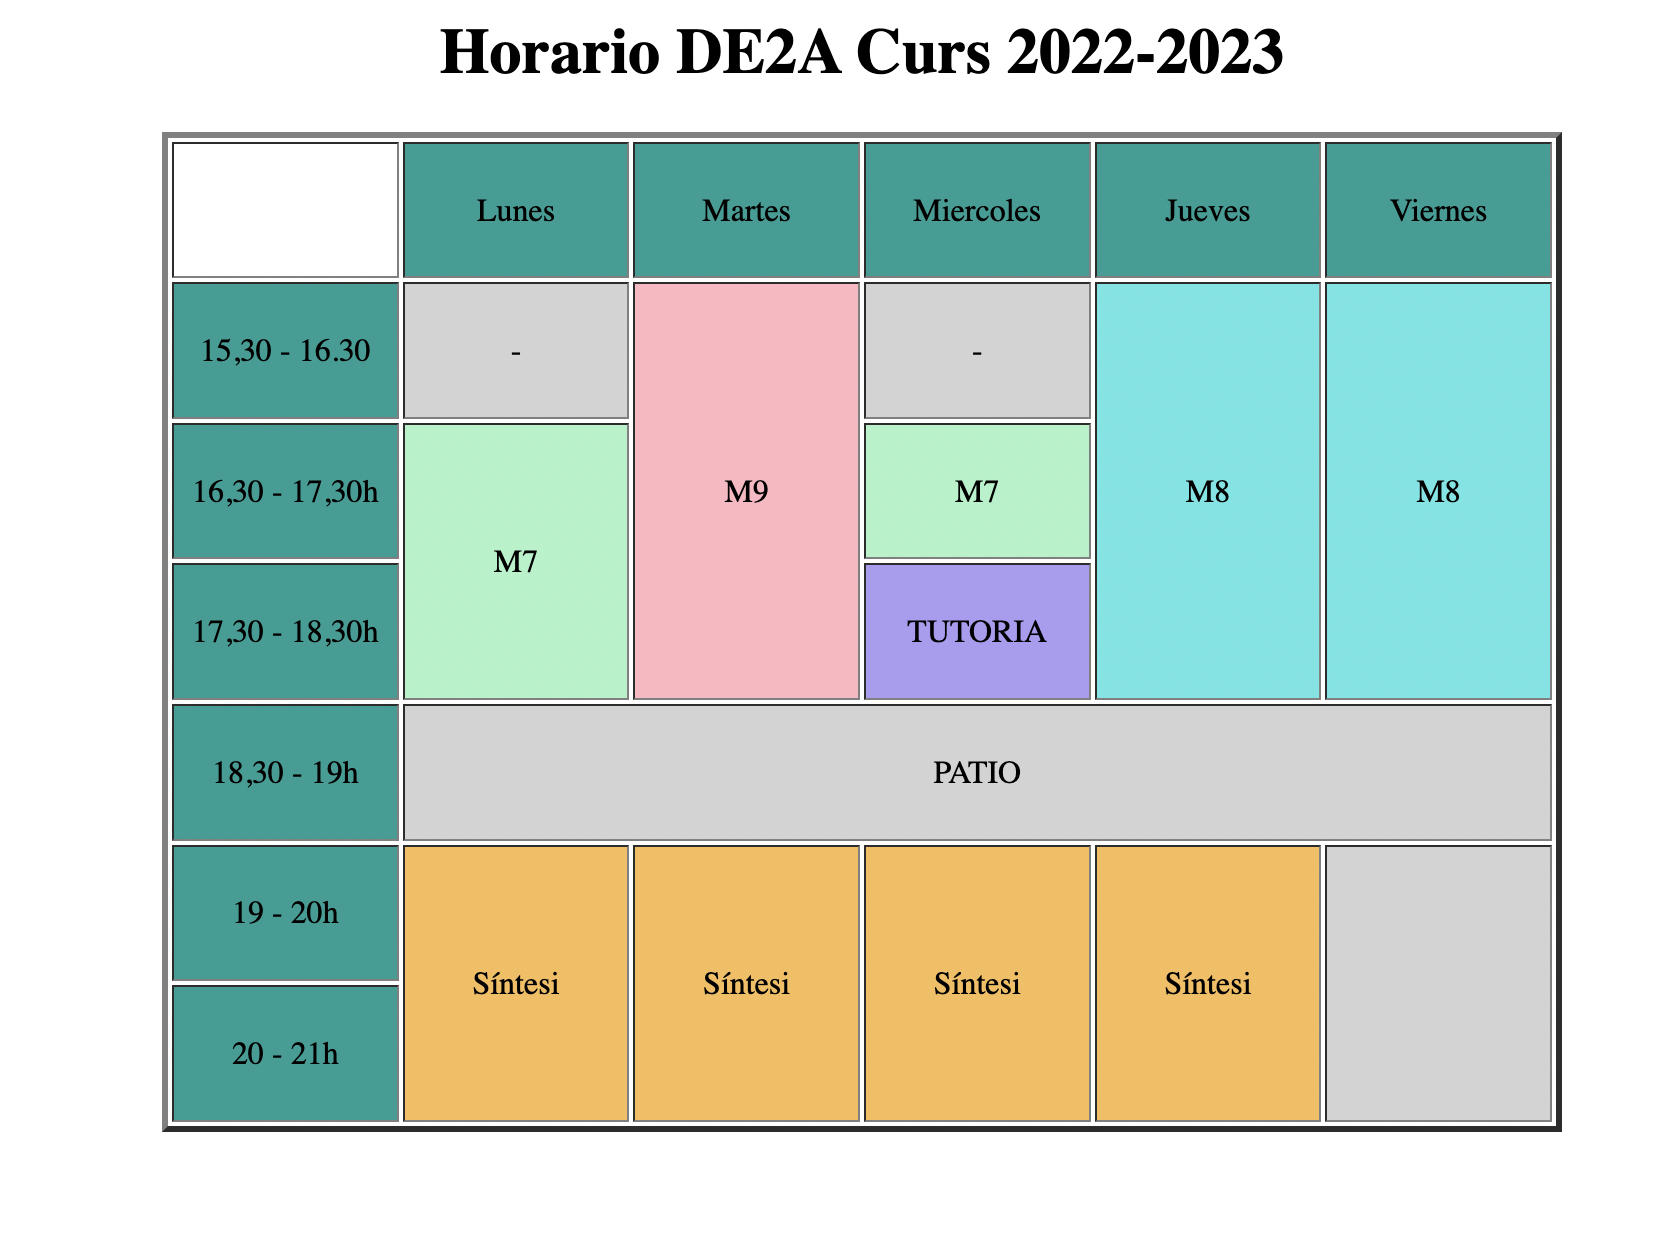 Horario DE2A Curs 2022-2023
Lunes Martes Miercoles Jueves Viernes
15,30 - 16.30 - M9 - M8 M8
16,30 - 17,30h M7 M7
17,30 - 18,30h TUTORIA
18,30 - 19h PATIO
19 - 20h Síntesi Síntesi Síntesi Síntesi
20 - 21h